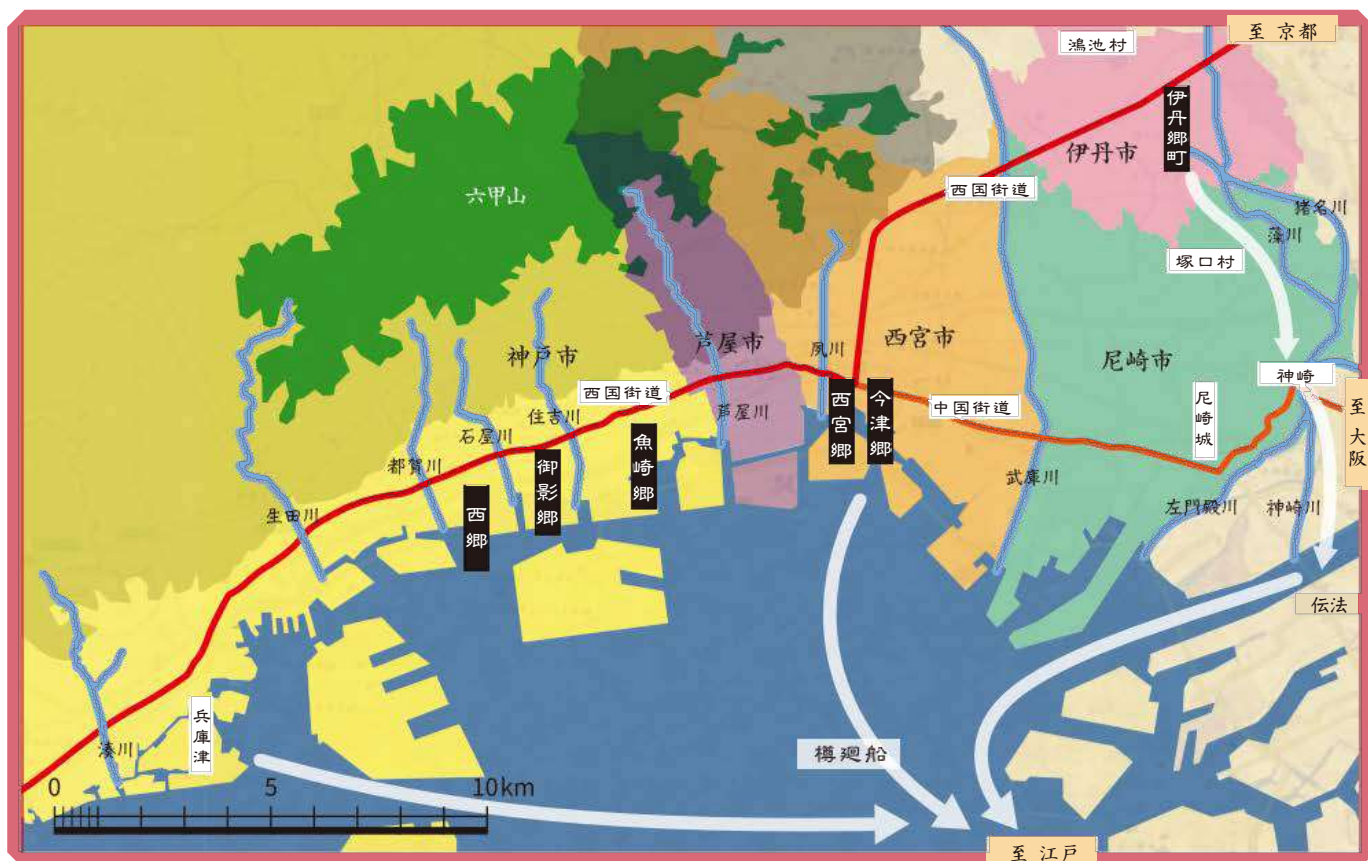 至 京都
鴻池村
伊丹郷町
伊丹市
西国街道
猪名川
藻川
塚口村
六甲山
神戸市
芦屋市
夙川
西宮市
尼崎市
神崎
至 大阪
西国街道
中国街道
尼崎城
住吉川
芦屋川
西宮郷
今津郷
石屋川
魚崎郷
御影郷
都賀川
西郷
武庫川
左門殿川
神崎川
生田川
伝法
兵庫津
湊川
樽廻船
0 5 10km
至 江戸